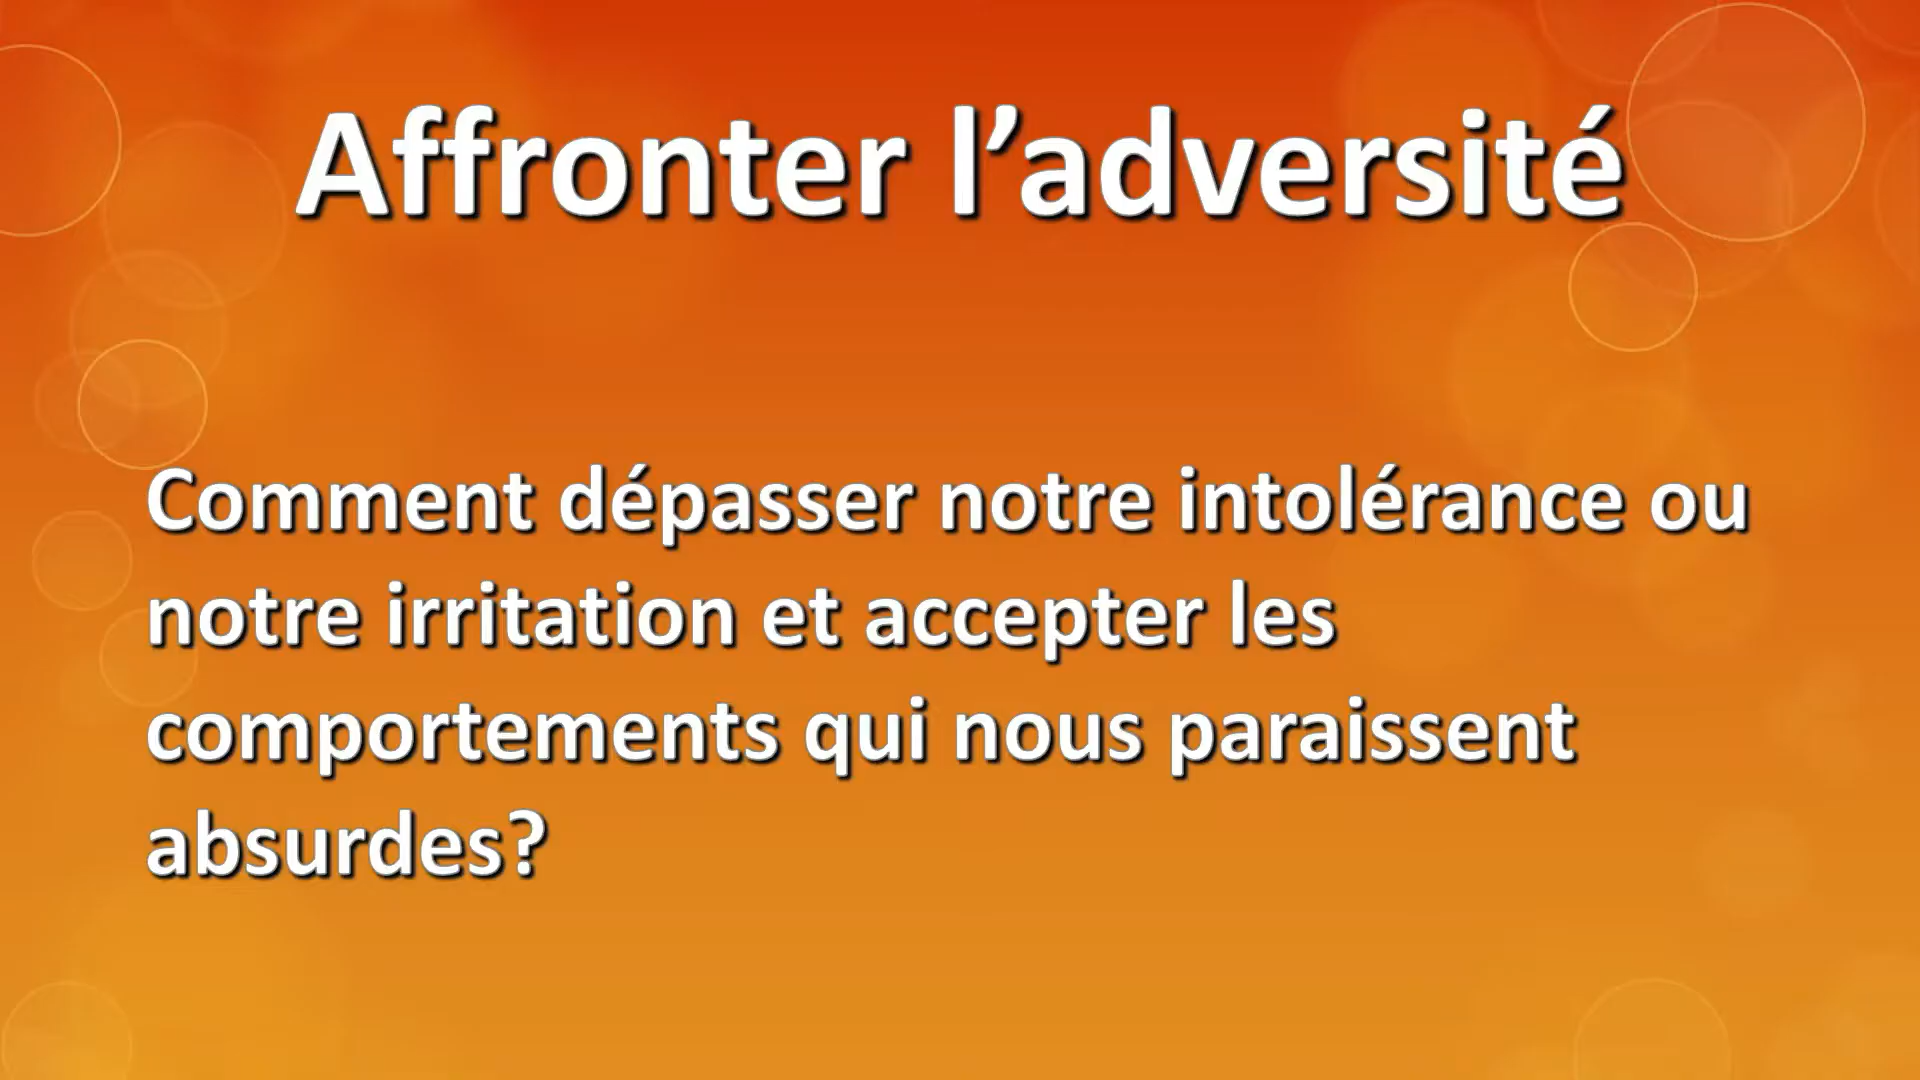 Affronter l’adversité
Comment dépasser notre intolérance ou
notre irritation et accepter les
comportements qui nous paraissent
absurdes?